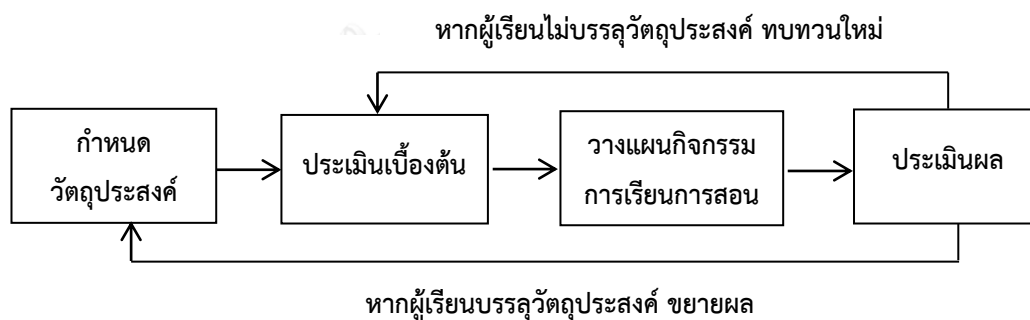 หากผู้เรียนไม่บรรลุวัตถุประสงค์ ทบทวนใหม่
กำหนด
วัตถุประสงค์
ประเมินเบื้องต้น
วางแผนกิจกรรม
การเรียนการสอน
ประเมินผล
หากผู้เรียนบรรลุวัตถุประสงค์ ขยายผล